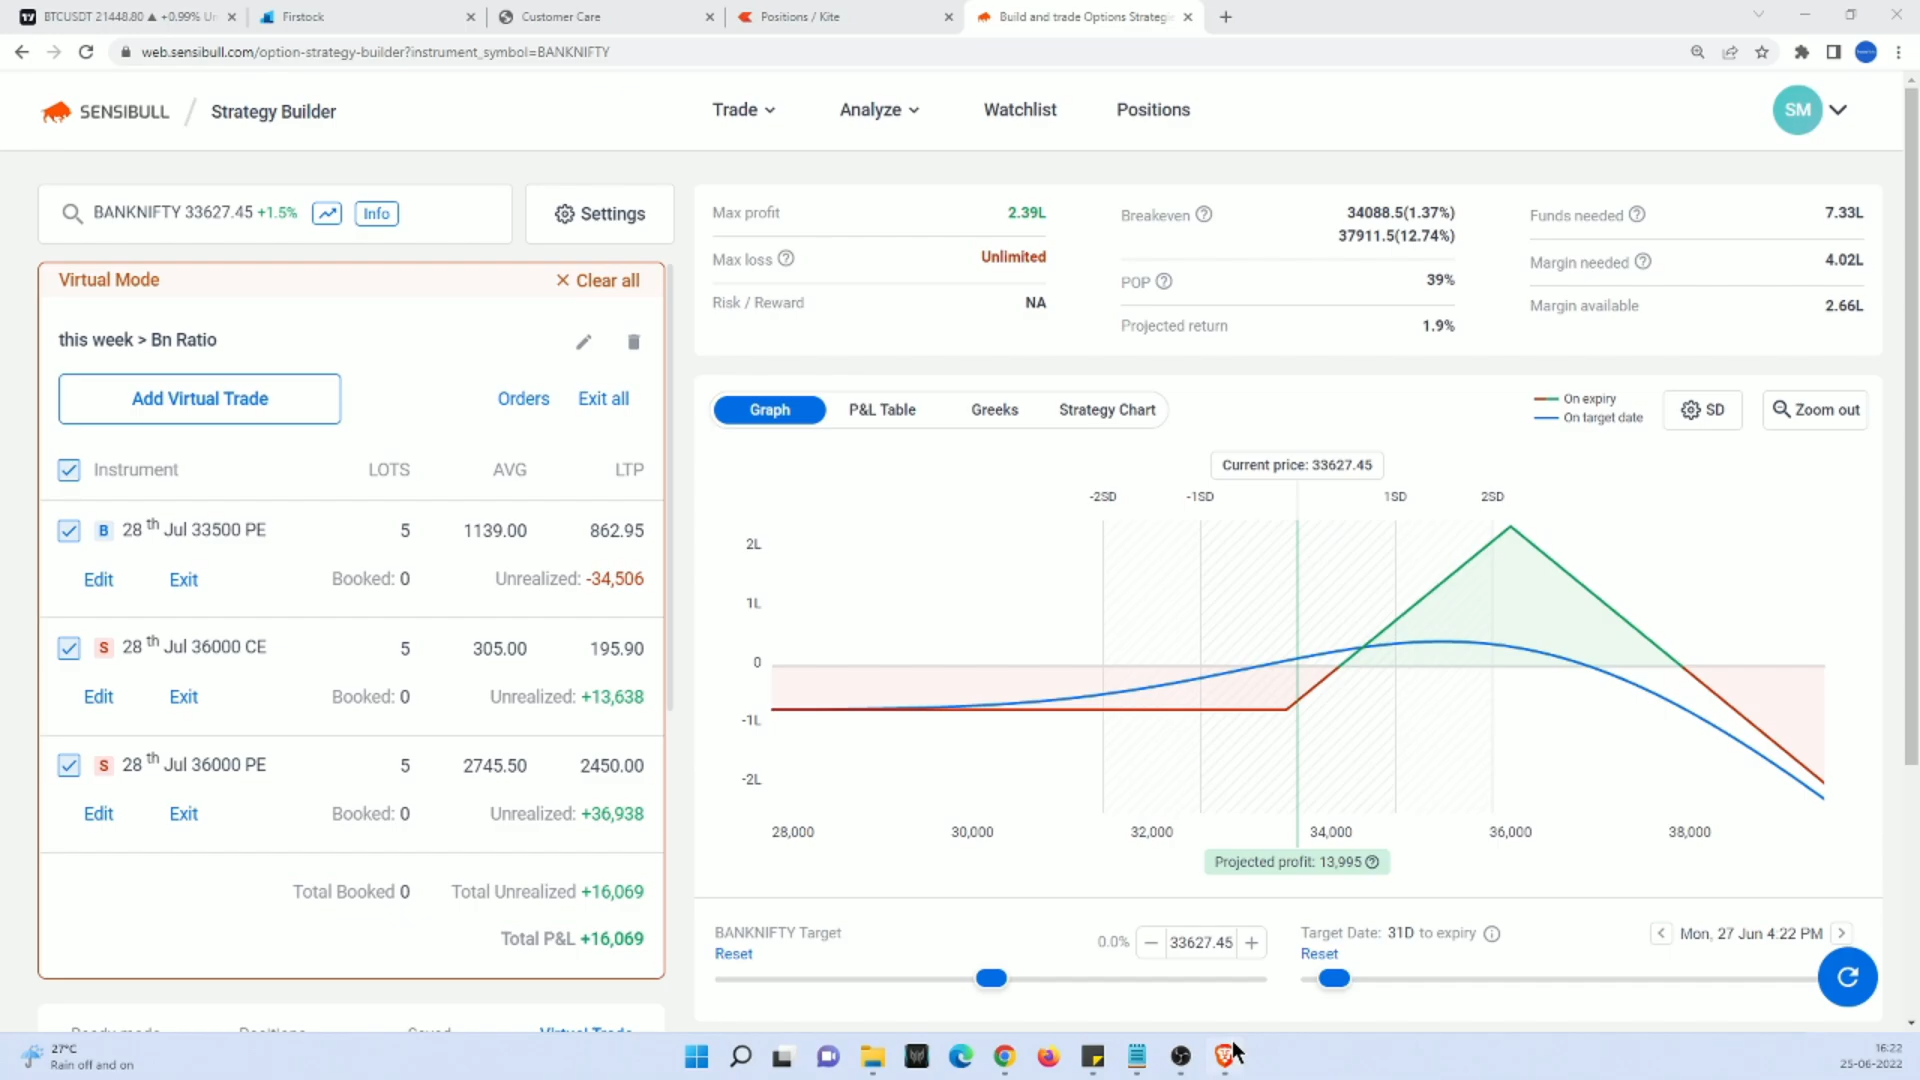 BTCUSDT 21448.80 ▲ +0.99% Un
Firstock
Customer Care
Positions / Kite
Build and trade Options Strategi
web.sensibull.com/option-strategy-builder?instrument_symbol=BANKNIFTY
SENSIBULL / Strategy Builder
Trade
Analyze
Watchlist
Positions
SM
BANKNIFTY 33627.45 +1.5%
Info
Settings
Virtual Mode
Clear all
this week > Bn Ratio
Add Virtual Trade
Orders
Exit all
Instrument LOTS AVG LTP
B 28 th Jul 33500 PE 5 1139.00 862.95
Edit Exit Booked: 0 Unrealized: -34,506
S 28 th Jul 36000 CE 5 305.00 195.90
Edit Exit Booked: 0 Unrealized: +13,638
S 28 th Jul 36000 PE 5 2745.50 2450.00
Edit Exit Booked: 0 Unrealized: +36,938
Total Booked 0 Total Unrealized +16,069
Total P&L +16,069
Ready-made Positions Saved Virtual Trade
Max profit 2.39L
Max loss Unlimited
Risk / Reward NA
Breakeven 34088.5(1.37%)
37911.5(12.74%)
POP 39%
Projected return 1.9%
Funds needed 7.33L
Margin needed 4.02L
Margin available 2.66L
Graph
P&L Table
Greeks
Strategy Chart
On expiry
On target date
SD
Zoom out
Current price: 33627.45
-2SD -1SD 1SD 2SD
2L
1L
0
-1L
-2L
28,000 30,000 32,000 34,000 36,000 38,000
Projected profit: 13,995
BANKNIFTY Target
Reset
0.0% — 33627.45 +
Target Date: 31D to expiry
Reset
< Mon, 27 Jun 4:22 PM >
27°C
Rain off and on
16:22
25-06-2022